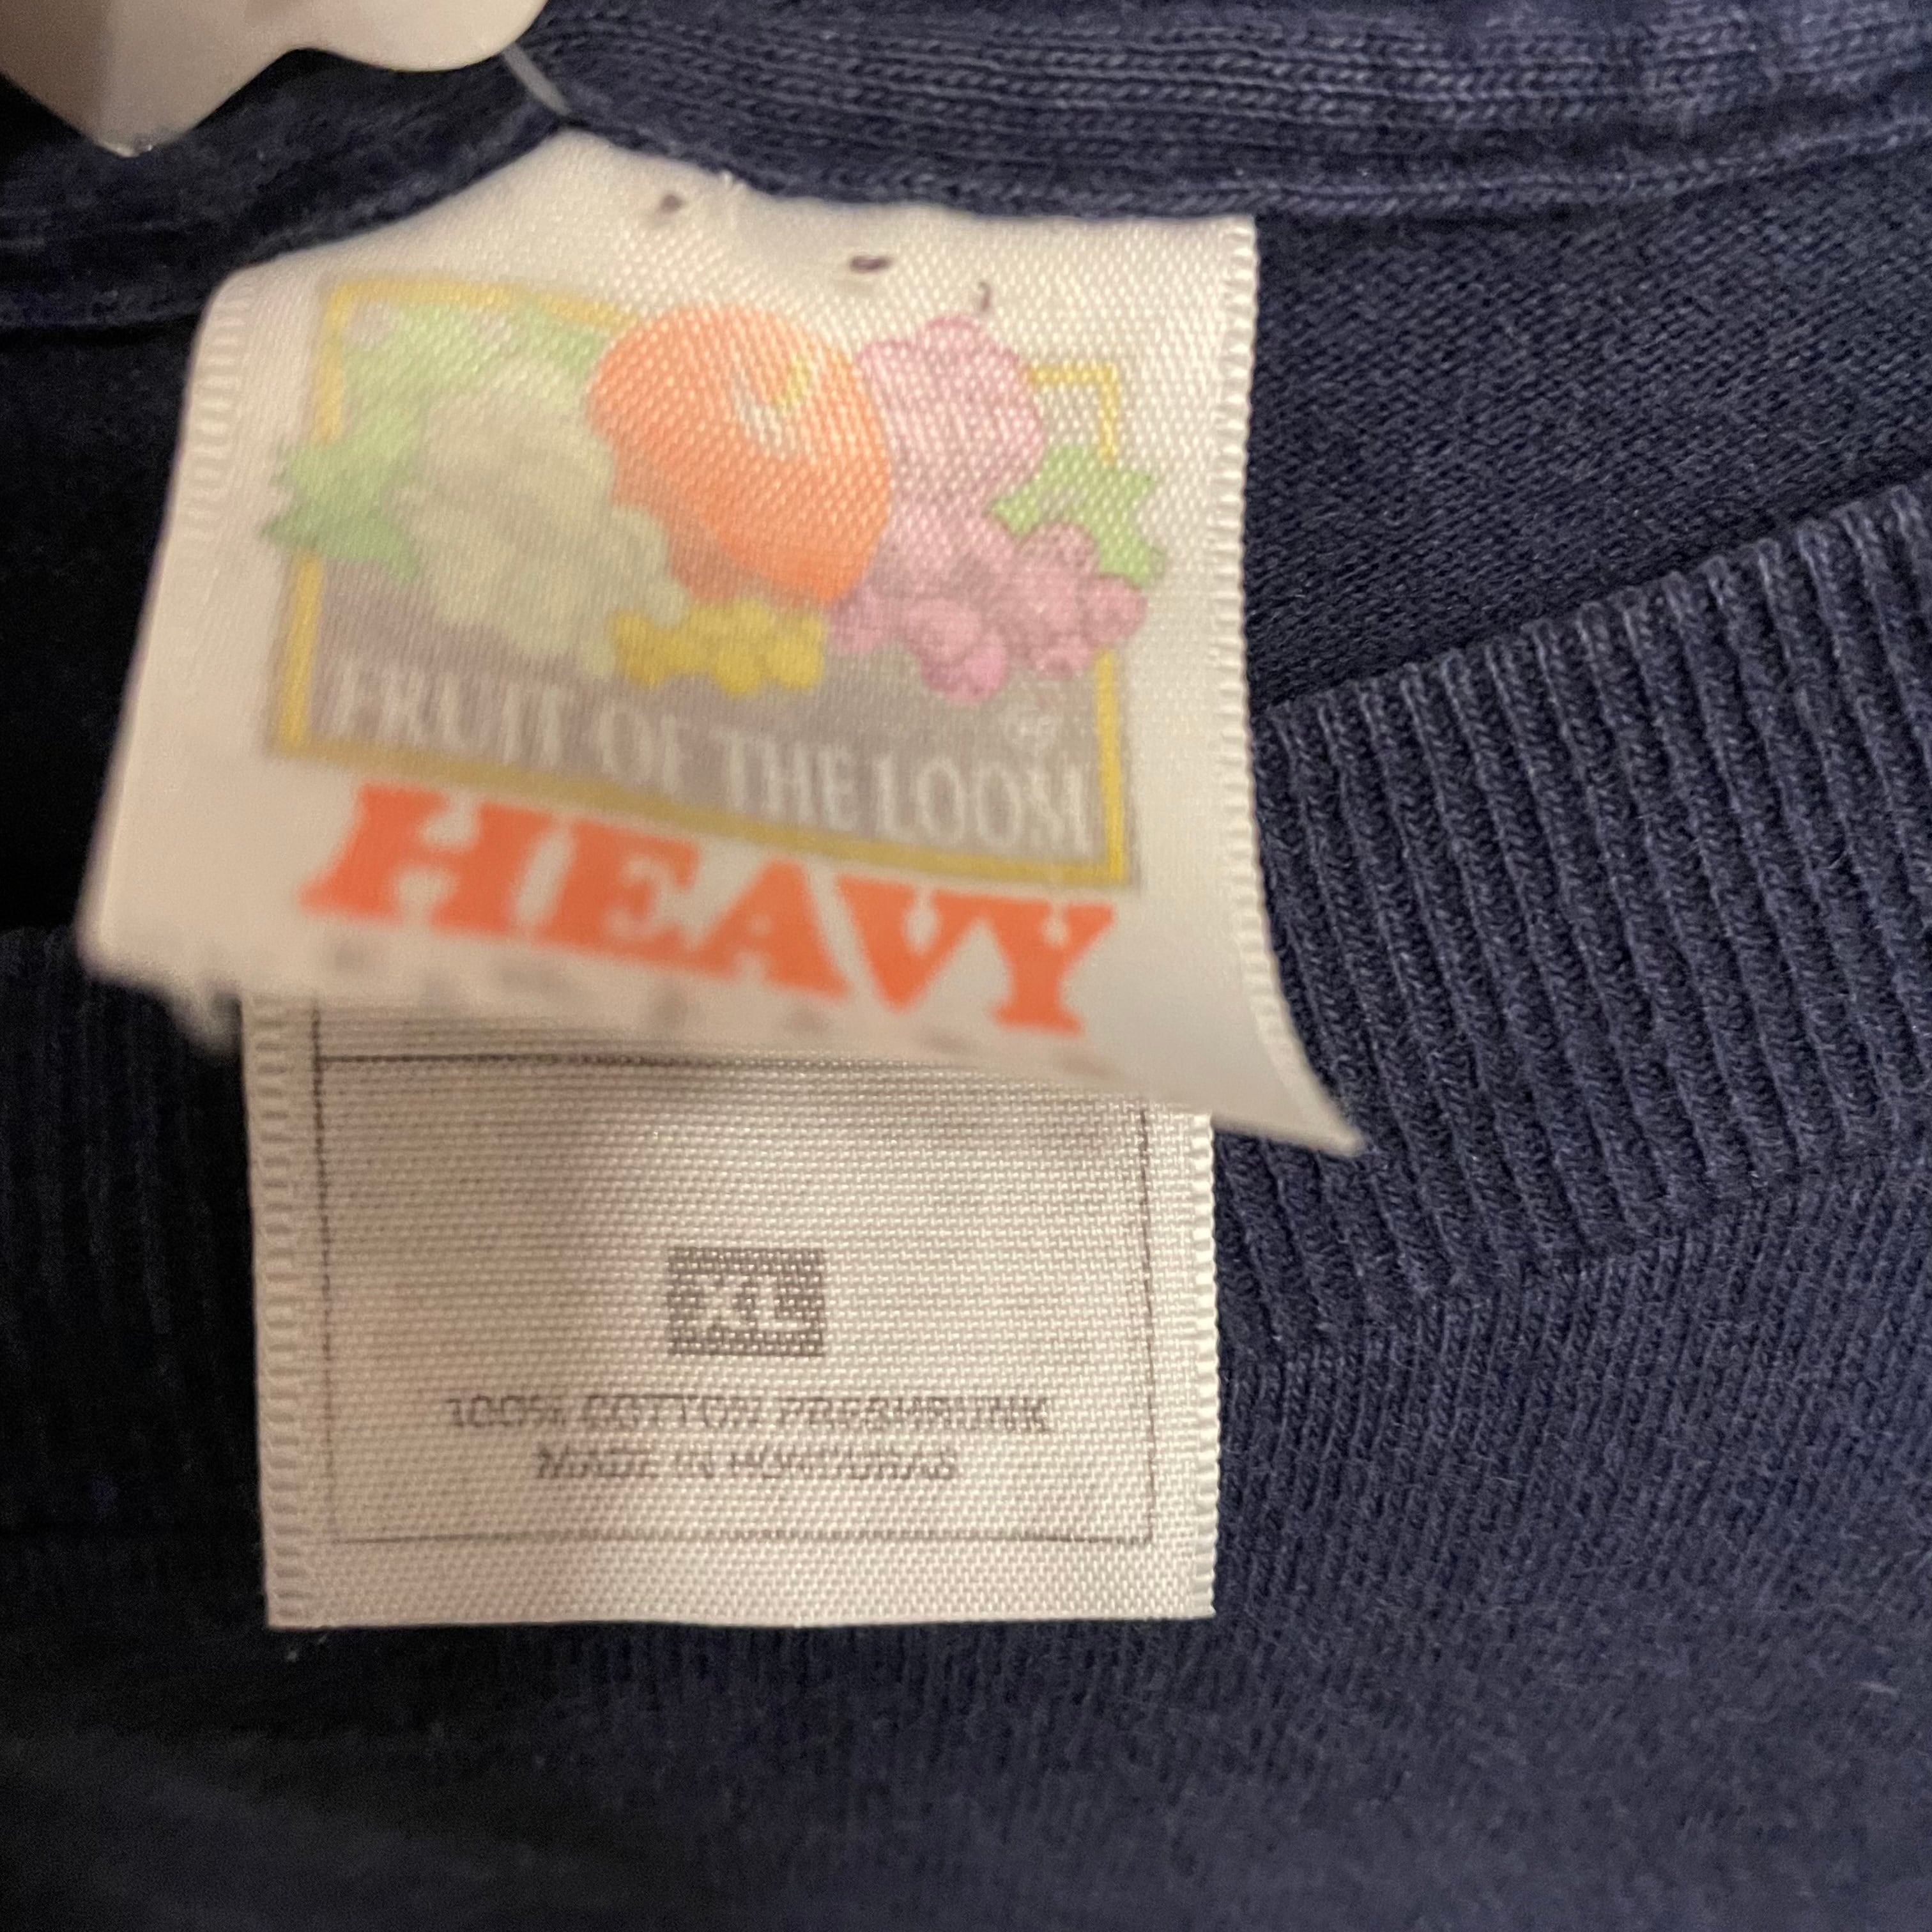 FRUIT OF THE LOOM
®
HEAVY
XL
100% COTTON PRESHRUNK
MADE IN HONDURAS